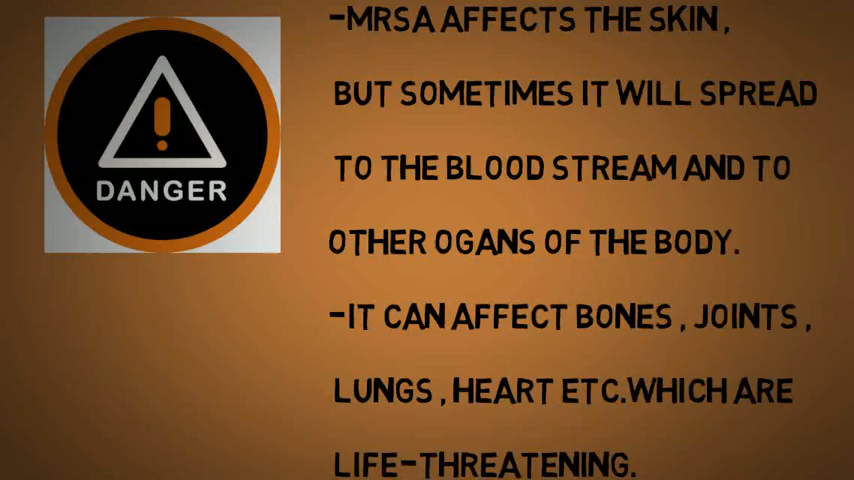 -MRSA AFFECTS THE SKIN,
BUT SOMETIMES IT WILL SPREAD
TO THE BLOOD STREAM AND TO
OTHER OGANS OF THE BODY.
-IT CAN AFFECT BONES, JOINTS,
LUNGS, HEART ETC.WHICH ARE
LIFE-THREATENING.
DANGER